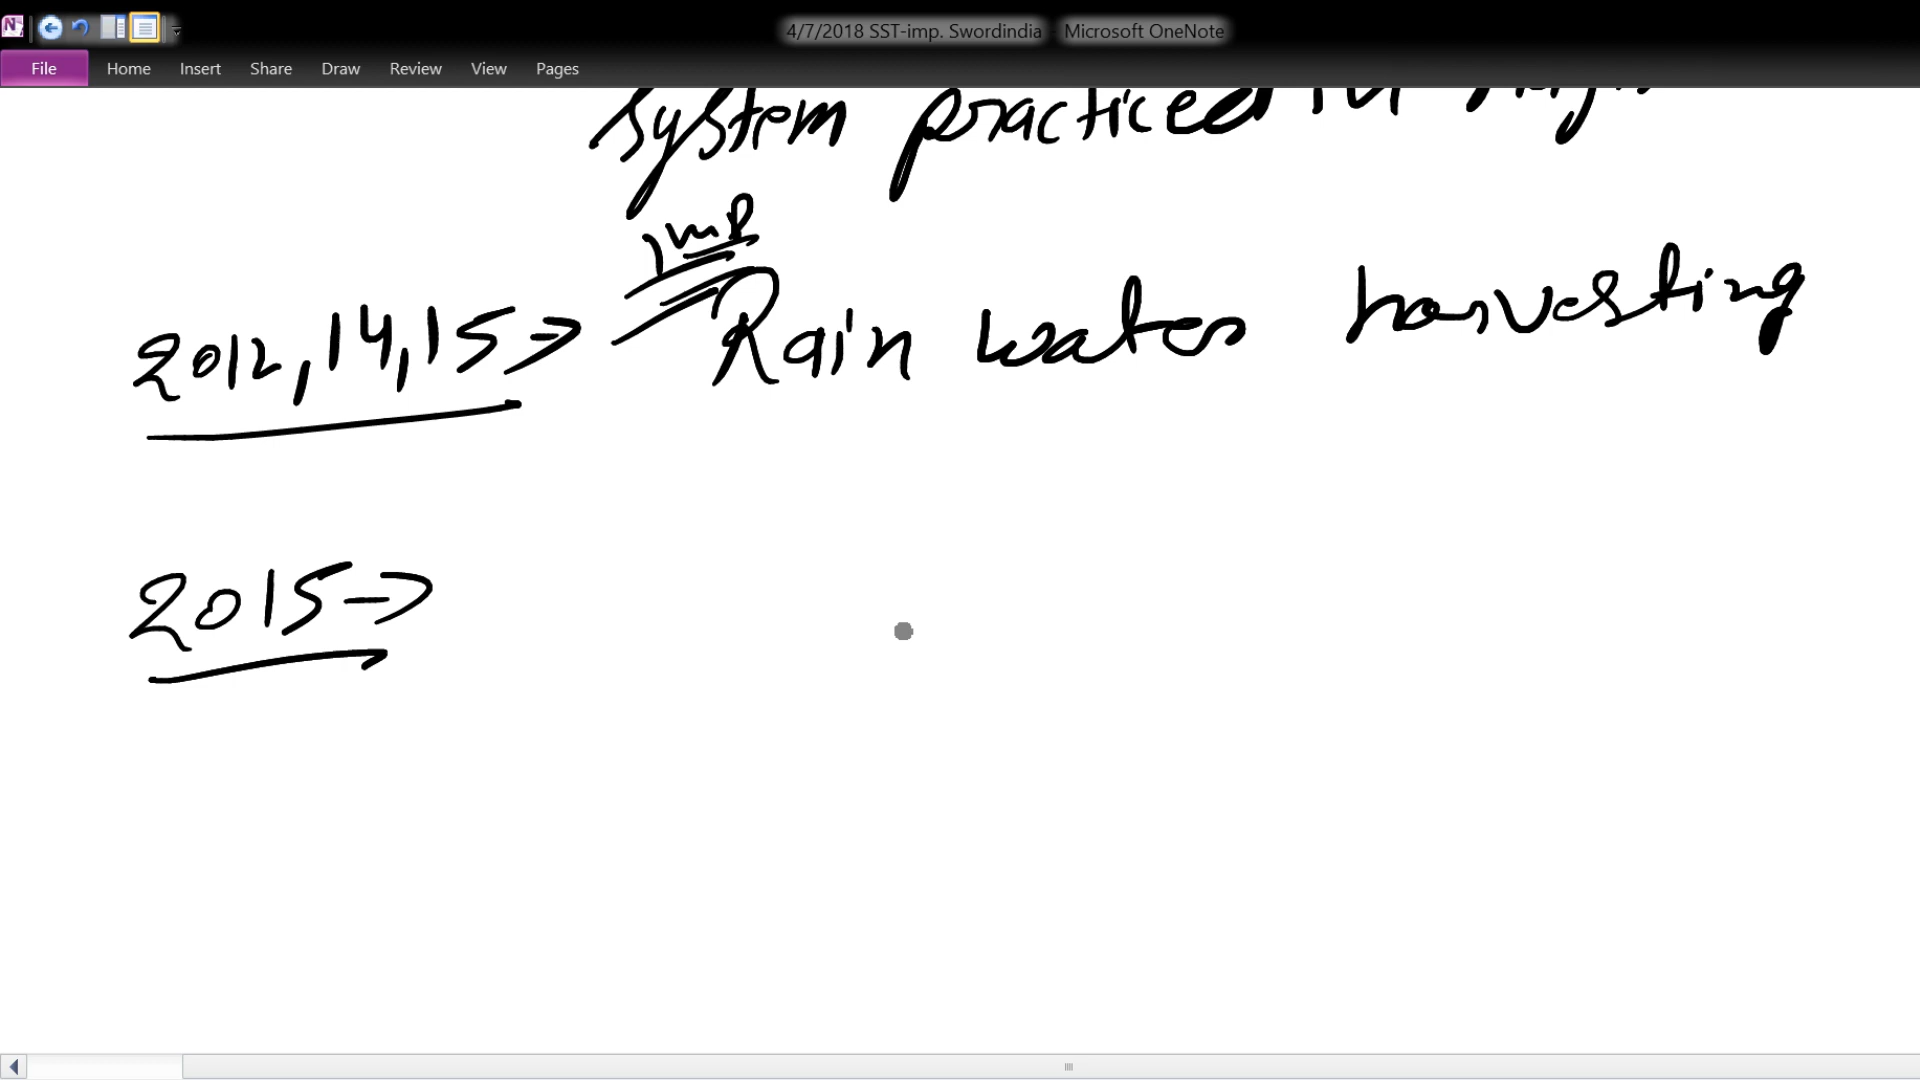 4/7/2018 SST-imp. Swordindia - Microsoft OneNote
File Home Insert Share Draw Review View Pages
system practiced
imp
2012, 14, 15 → Rain water harvesting
2015 →